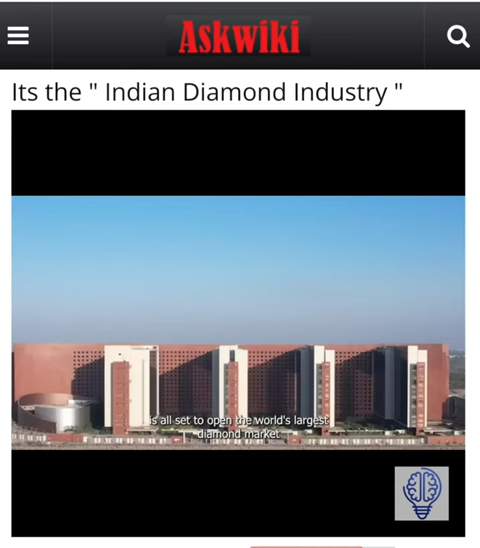 Askwiki
Its the " Indian Diamond Industry "
is all set to open the world's largest
diamond market